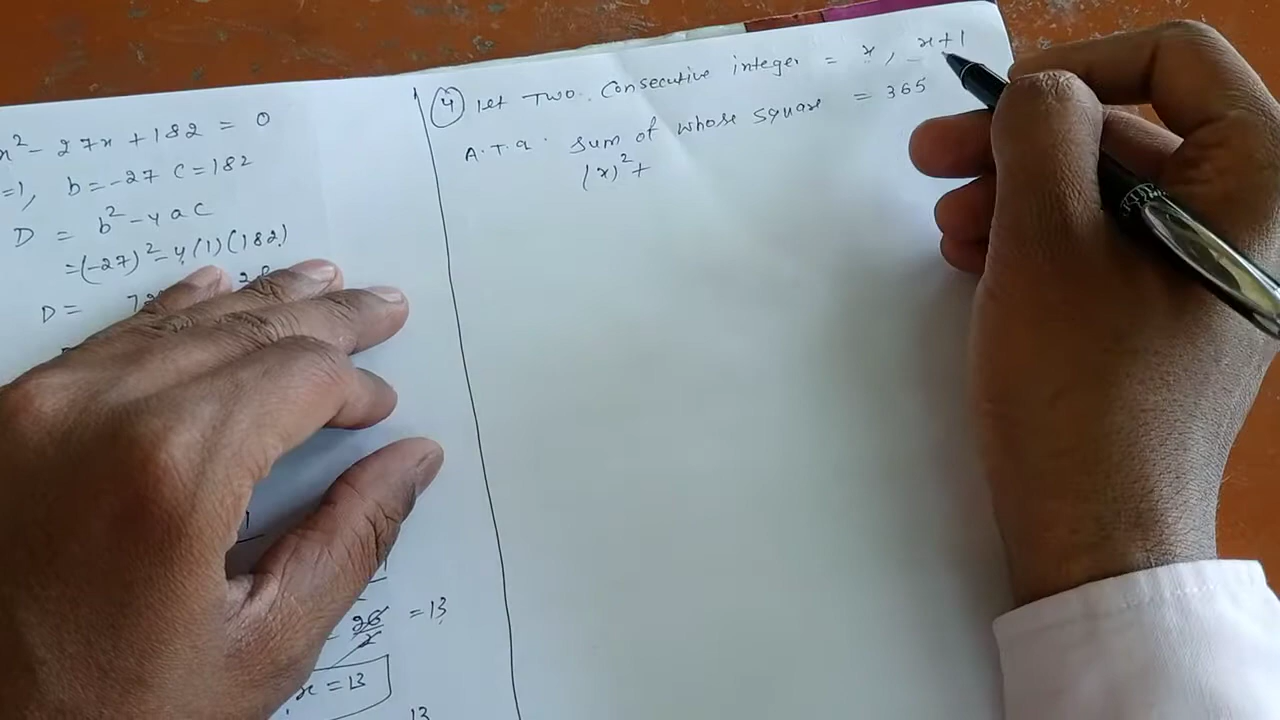 x² - 27x + 182 = 0
=1, b = -27 C = 182
D = b² - 4ac
= (-27)² - 4(1)(182)
D =
= 13
x = 13
13
④ Let Two Consecutive integer = x, x+1
A.T.Q. Sum of whose square = 365
(x)² +